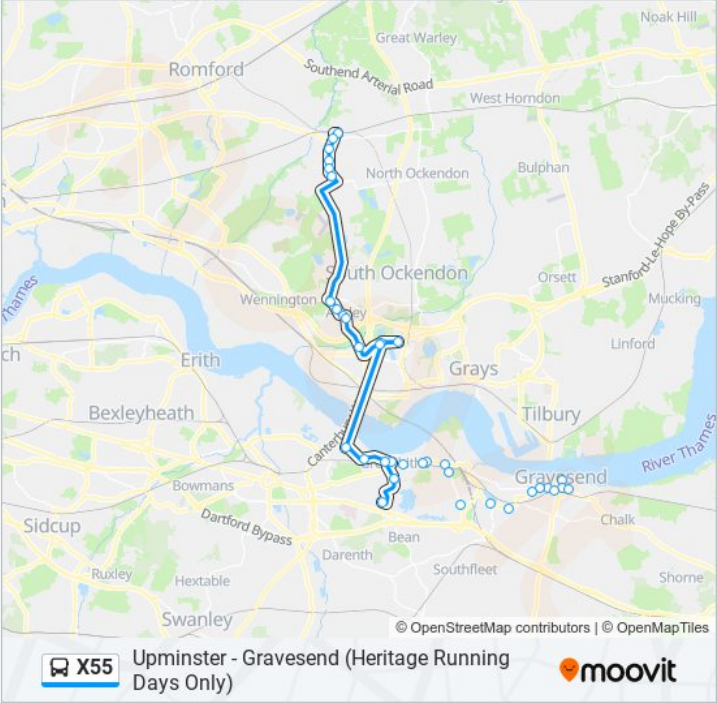 Noak Hill
Great Warley
Romford
Southend Arterial Road
West Horndon
North Ockendon
Bulphan
Stanford-Le-Hope By-Pass
South Ockendon
Orsett
Thames
Wennington
Mucking
Linford
Erith
Grays
Bexleyheath
Tilbury
River Thames
Gravesend
Bowmans
Dartford Bypass
Sidcup
Bean
Chalk
Darenth
Southfleet
Ruxley
Hextable
Shorne
Swanley
© OpenStreetMap contributors | © OpenMapTiles
X55
Upminster - Gravesend (Heritage Running
Days Only)
moovit